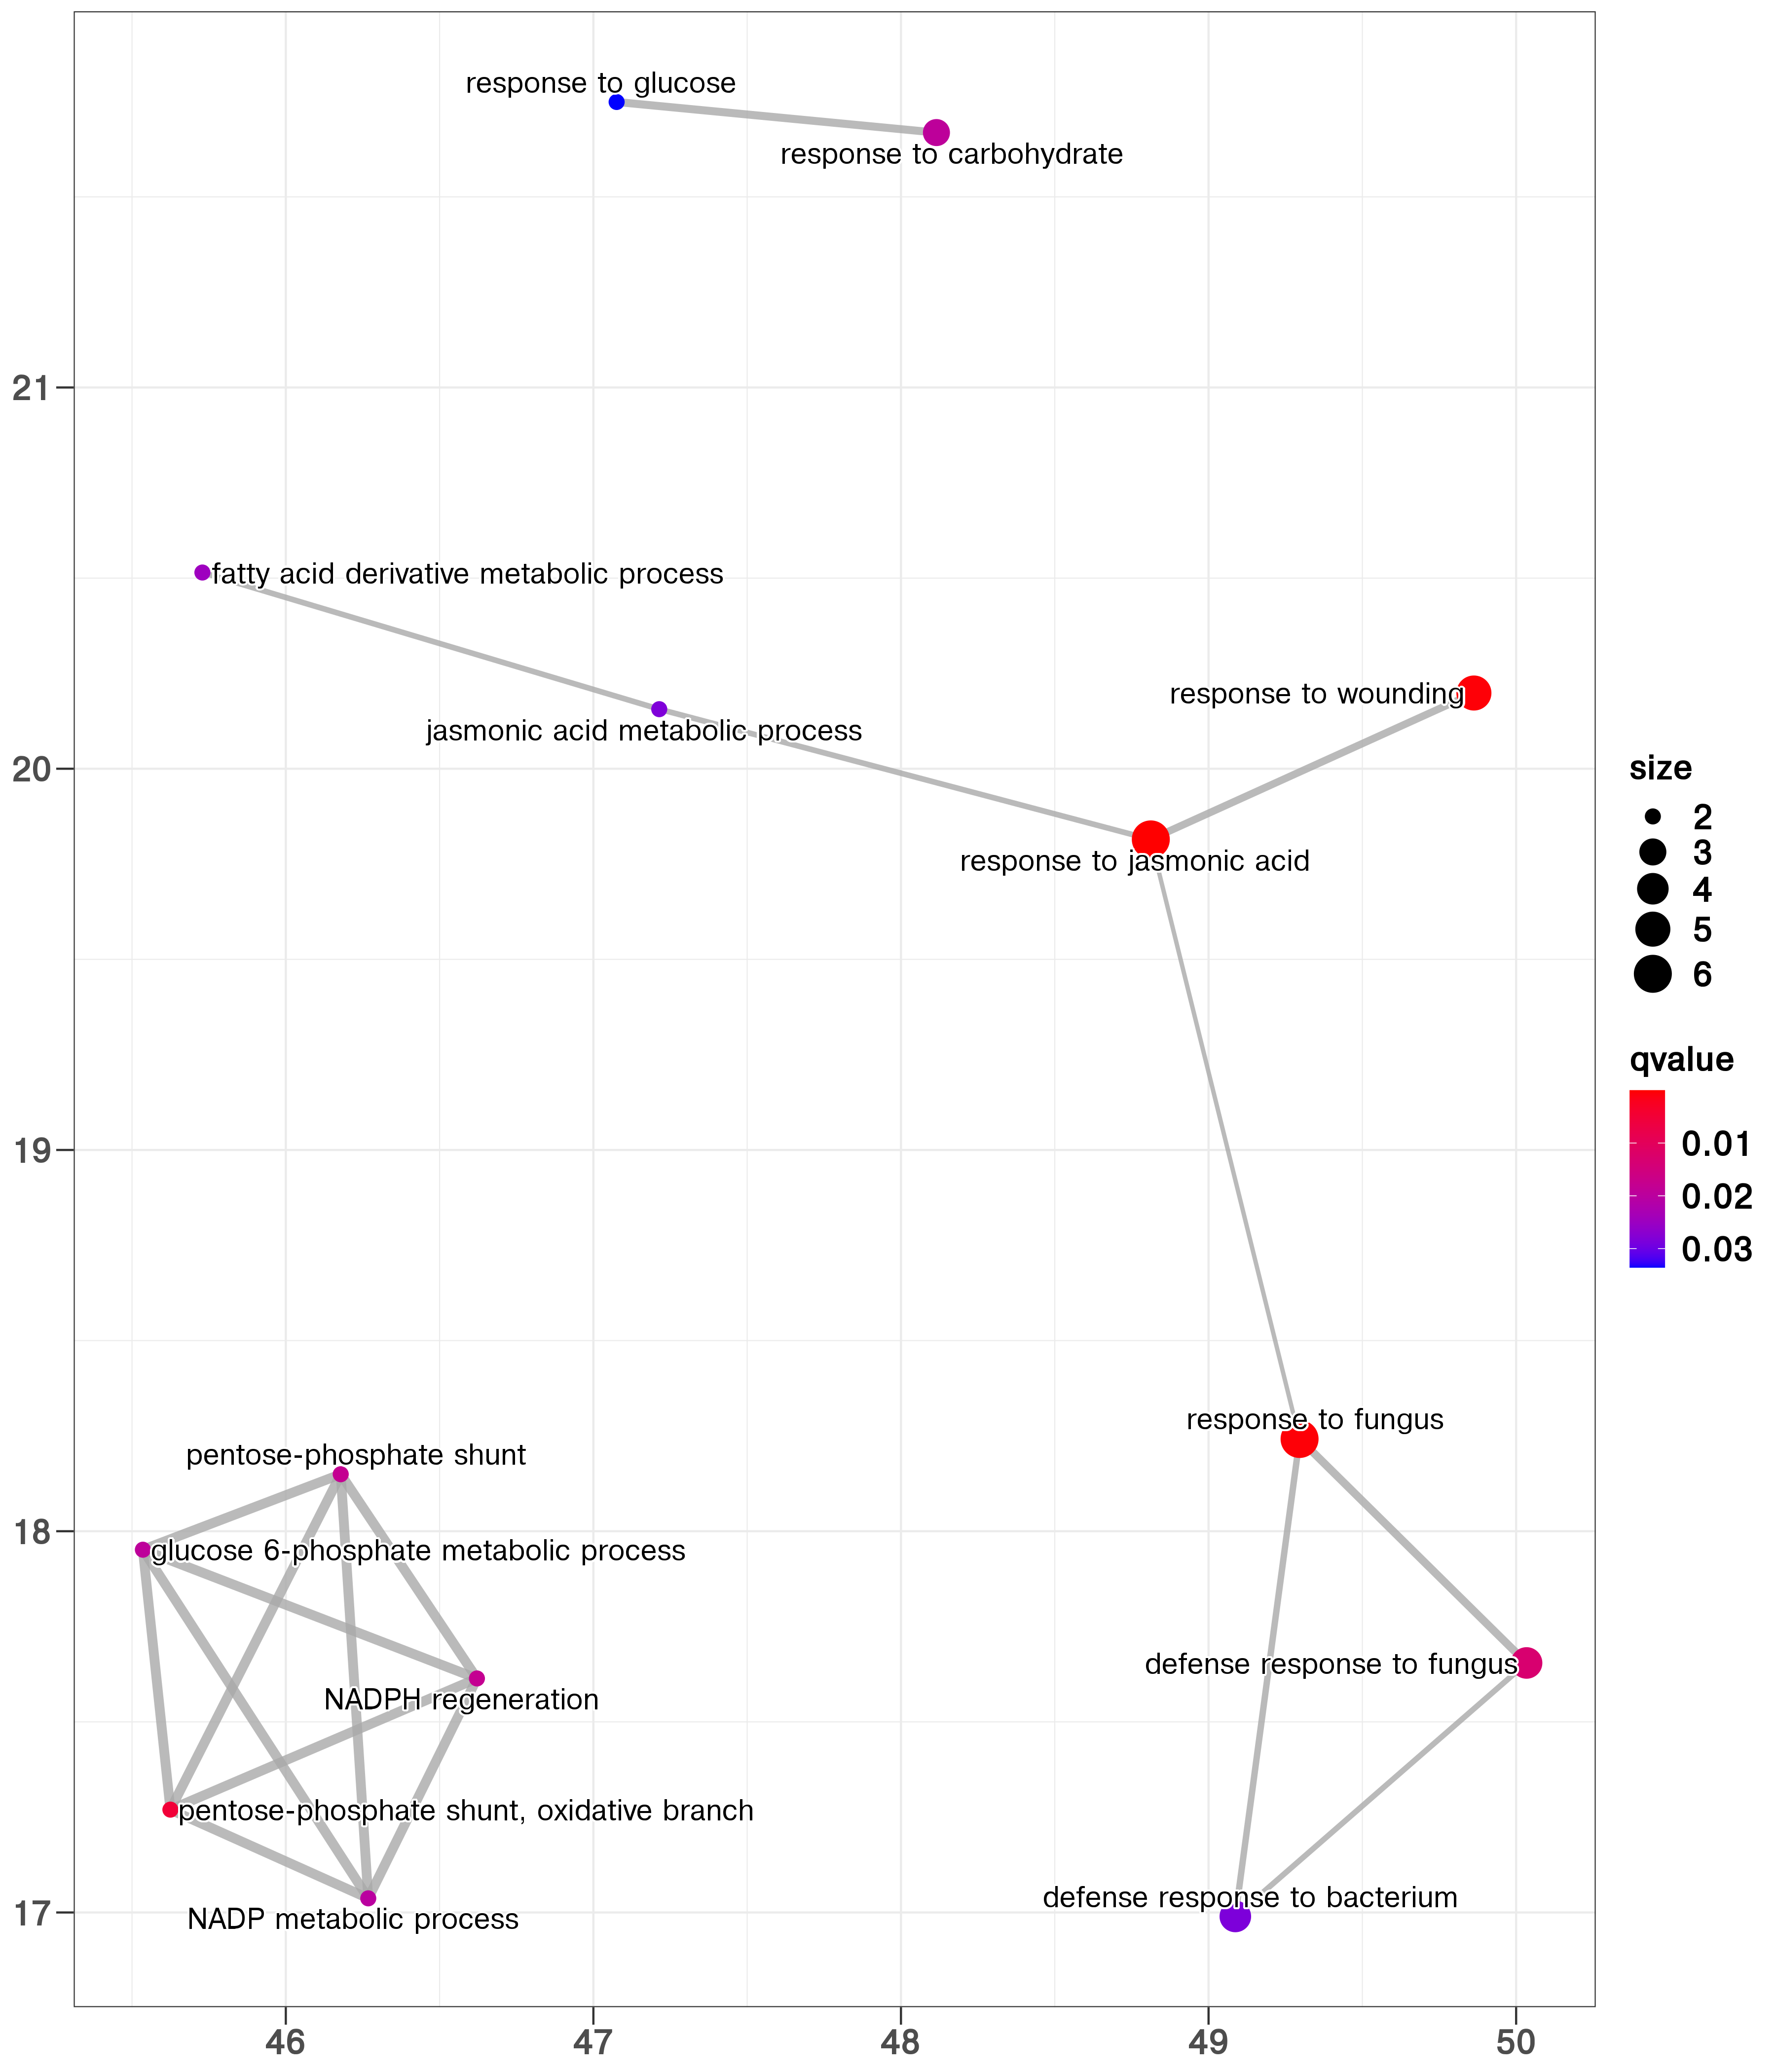 response to glucose
response to carbohydrate
21
fatty acid derivative metabolic process
response to wounding
jasmonic acid metabolic process
20
response to jasmonic acid
19
response to fungus
pentose-phosphate shunt
18
glucose 6-phosphate metabolic process
defense response to fungus
NADPH regeneration
pentose-phosphate shunt, oxidative branch
defense response to bacterium
17
NADP metabolic process
46 47 48 49 50
size
2
3
4
5
6
qvalue
0.01
0.02
0.03